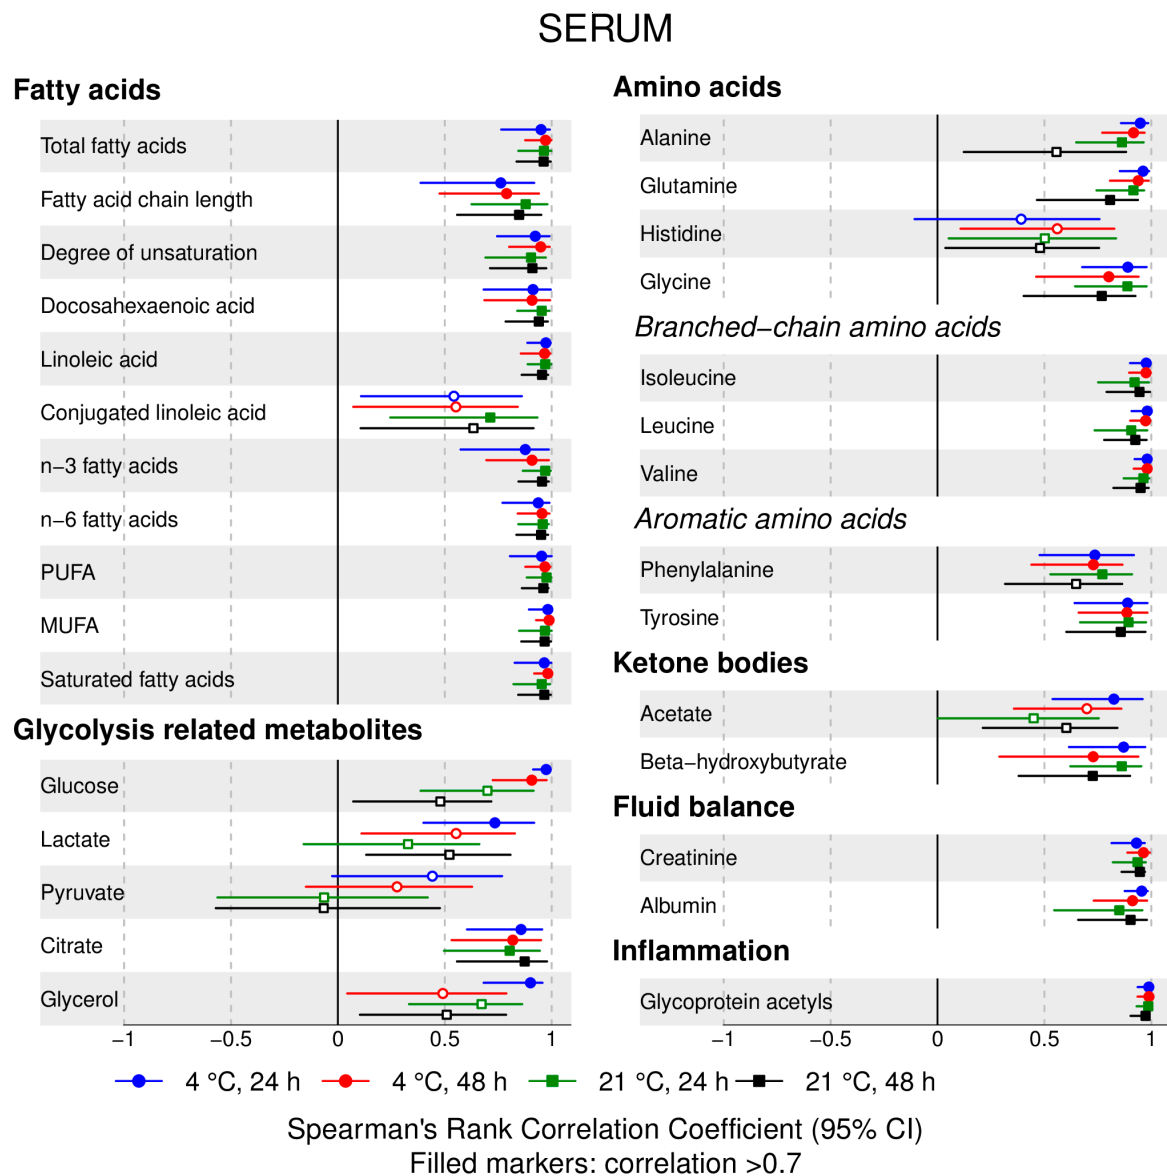 SERUM
Fatty acids
Total fatty acids
Fatty acid chain length
Degree of unsaturation
Docosahexaenoic acid
Linoleic acid
Conjugated linoleic acid
n−3 fatty acids
n−6 fatty acids
PUFA
MUFA
Saturated fatty acids
Glycolysis related metabolites
Glucose
Lactate
Pyruvate
Citrate
Glycerol
−1 −0.5 0 0.5 1
Amino acids
Alanine
Glutamine
Histidine
Glycine
Branched−chain amino acids
Isoleucine
Leucine
Valine
Aromatic amino acids
Phenylalanine
Tyrosine
Ketone bodies
Acetate
Beta−hydroxybutyrate
Fluid balance
Creatinine
Albumin
Inflammation
Glycoprotein acetyls
−1 −0.5 0 0.5 1
4 °C, 24 h 4 °C, 48 h 21 °C, 24 h 21 °C, 48 h
Spearman's Rank Correlation Coefficient (95% CI)
Filled markers: correlation >0.7